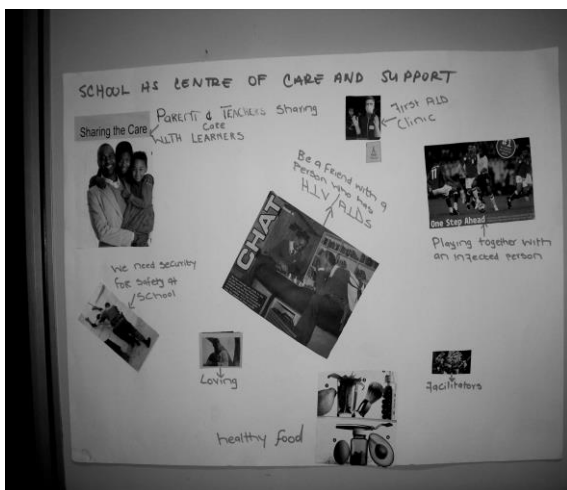 SCHOOL AS CENTRE OF CARE AND SUPPORT
Sharing the Care
PARENTS & TEACHERS Sharing
Care
WITH LEARNERS
First AID
Clinic
Be a Friend with a
Person who has
HIV/AIDS
CHAT
One Step Ahead
Playing together with
an infected person
We need security
for safety at
School
Loving
Facilitators
healthy food